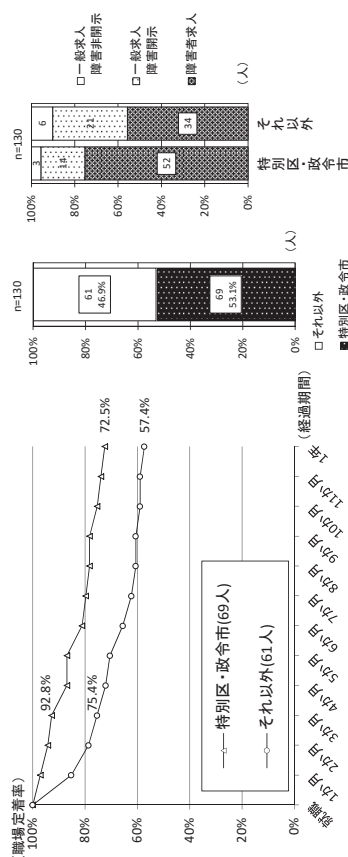 (職場定着率)
100%
80%
60%
40%
20%
0%
92.8%
75.4%
72.5%
57.4%
特別区・政令市(69人)
それ以外(61人)
就職
1か月
2か月
3か月
4か月
5か月
6か月
7か月
8か月
9か月
10か月
11か月
1年
(経過期間)
n=130
100%
80%
60%
40%
20%
0%
61
46.9%
69
53.1%
(人)
□それ以外
■特別区・政令市
n=130
100%
80%
60%
40%
20%
0%
3
14
52
6
21
34
特別区・政令市
それ以外
(人)
□一般求人
障害非開示
一般求人
障害開示
障害者求人